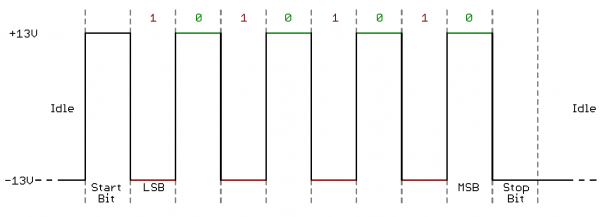 1 0 1 0 1 0 1 0
+13V
Idle Idle
-13V
Start Bit LSB MSB Stop Bit